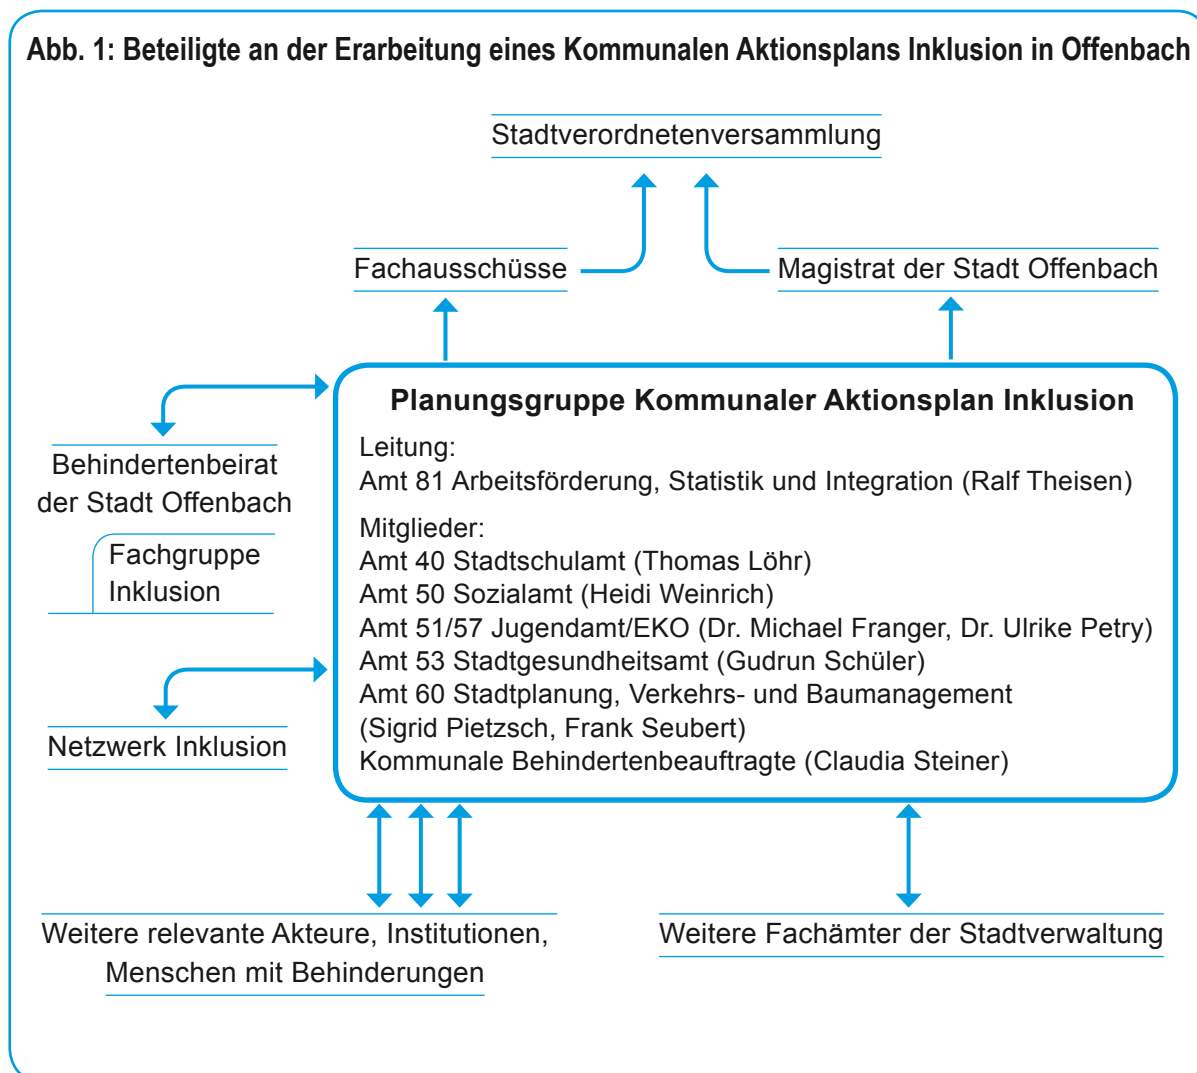 Abb. 1: Beteiligte an der Erarbeitung eines Kommunalen Aktionsplans Inklusion in Offenbach
Stadtverordnetenversammlung
Fachausschüsse
Magistrat der Stadt Offenbach
Planungsgruppe Kommunaler Aktionsplan Inklusion
Leitung:
Amt 81 Arbeitsförderung, Statistik und Integration (Ralf Theisen)
Mitglieder:
Amt 40 Stadtschulamt (Thomas Löhr)
Amt 50 Sozialamt (Heidi Weinrich)
Amt 51/57 Jugendamt/EKO (Dr. Michael Franger, Dr. Ulrike Petry)
Amt 53 Stadtgesundheitsamt (Gudrun Schüler)
Amt 60 Stadtplanung, Verkehrs- und Baumanagement
(Sigrid Pietzsch, Frank Seubert)
Kommunale Behindertenbeauftragte (Claudia Steiner)
Behindertenbeirat
der Stadt Offenbach
Fachgruppe
Inklusion
Netzwerk Inklusion
Weitere relevante Akteure, Institutionen,
Menschen mit Behinderungen
Weitere Fachämter der Stadtverwaltung